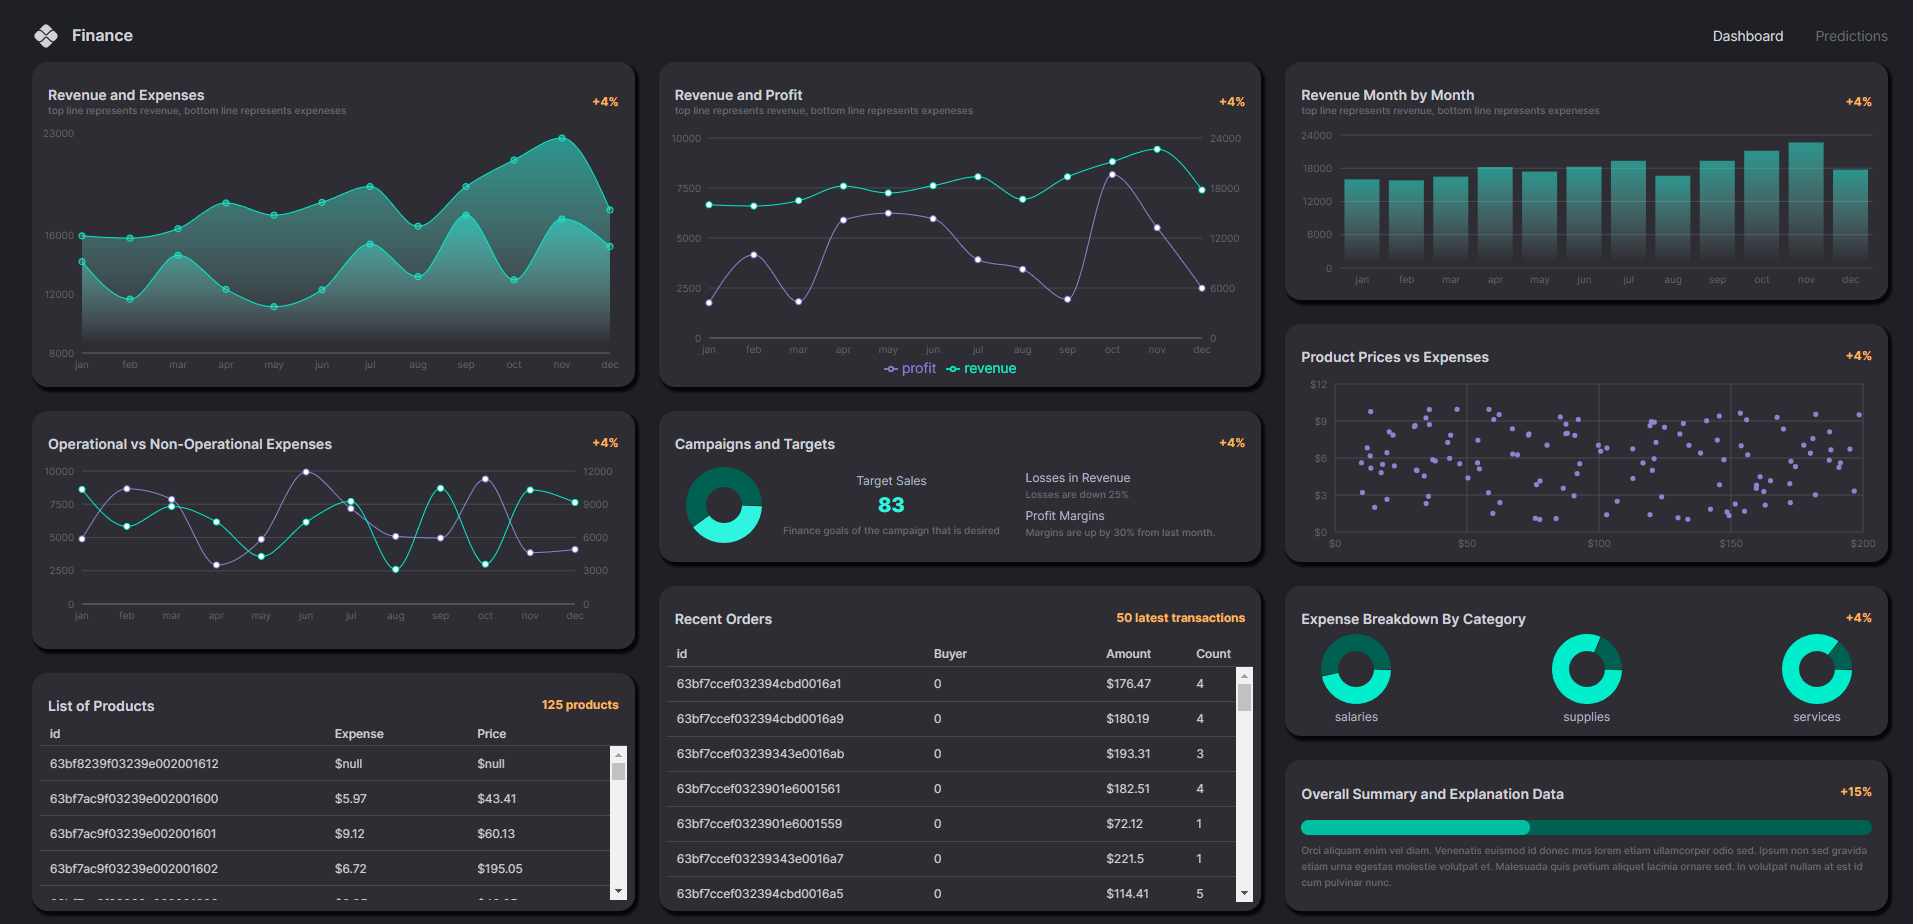 Finance
Dashboard Predictions
Revenue and Expenses
+4%
top line represents revenue, bottom line represents expeneses
23000
16000
12000
8000
jan feb mar apr may jun jul aug sep oct nov dec
Operational vs Non-Operational Expenses
+4%
10000 12000
7500 9000
5000 6000
2500 3000
0 0
jan feb mar apr may jun jul aug sep oct nov dec
List of Products
125 products
id Expense Price
63bf8239f03239e002001612 $null $null
63bf7ac9f03239e002001600 $5.97 $43.41
63bf7ac9f03239e002001601 $9.12 $60.13
63bf7ac9f03239e002001602 $6.72 $195.05
Revenue and Profit
+4%
top line represents revenue, bottom line represents expeneses
10000 24000
7500 18000
5000 12000
2500 6000
0 0
jan feb mar apr may jun jul aug sep oct nov dec
profit revenue
Campaigns and Targets
+4%
Target Sales
83
Finance goals of the campaign that is desired
Losses in Revenue
Losses are down 25%
Profit Margins
Margins are up by 30% from last month.
Recent Orders
50 latest transactions
id Buyer Amount Count
63bf7ccef032394cbd0016a1 0 $176.47 4
63bf7ccef032394cbd0016a9 0 $180.19 4
63bf7ccef03239343e0016ab 0 $193.31 3
63bf7ccef0323901e6001561 0 $182.51 4
63bf7ccef0323901e6001559 0 $72.12 1
63bf7ccef03239343e0016a7 0 $221.5 1
63bf7ccef032394cbd0016a5 0 $114.41 5
Revenue Month by Month
+4%
top line represents revenue, bottom line represents expeneses
24000
18000
12000
6000
0
jan feb mar apr may jun jul aug sep oct nov dec
Product Prices vs Expenses
+4%
$12
$9
$6
$3
$0
$0 $50 $100 $150 $200
Expense Breakdown By Category
+4%
salaries supplies services
Overall Summary and Explanation Data
+15%
Orci aliquam enim vel diam. Venenatis euismod id donec mus lorem etiam ullamcorper odio sed. Ipsum non sed gravida
etiam urna egestas molestie volutpat et. Malesuada quis pretium aliquet lacinia ornare sed. In volutpat nullam at est id
cum pulvinar nunc.